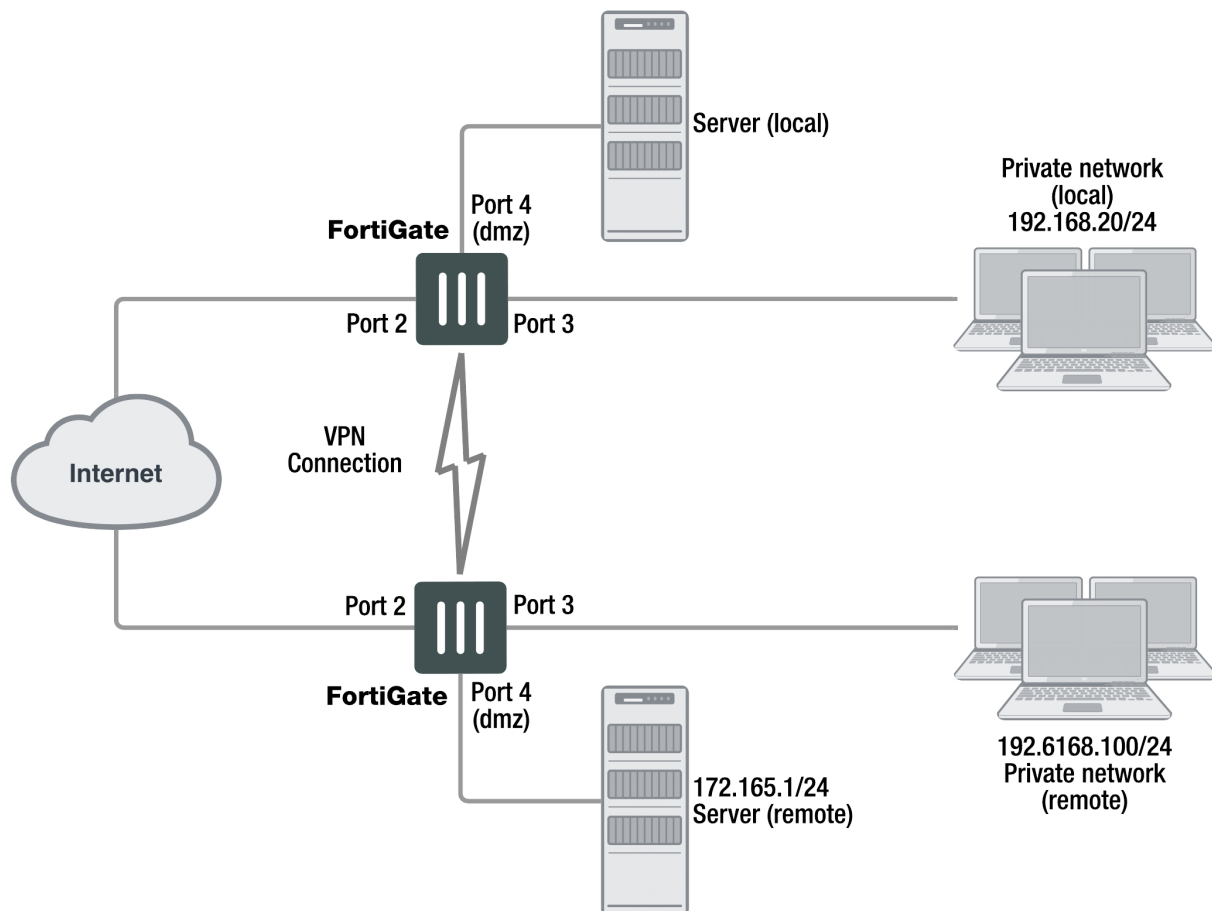 Server (local)
Port 4
(dmz)
FortiGate
Private network
(local)
192.168.20/24
Port 2
Port 3
VPN
Connection
Internet
Port 2
Port 3
FortiGate
Port 4
(dmz)
172.165.1/24
Server (remote)
192.6168.100/24
Private network
(remote)